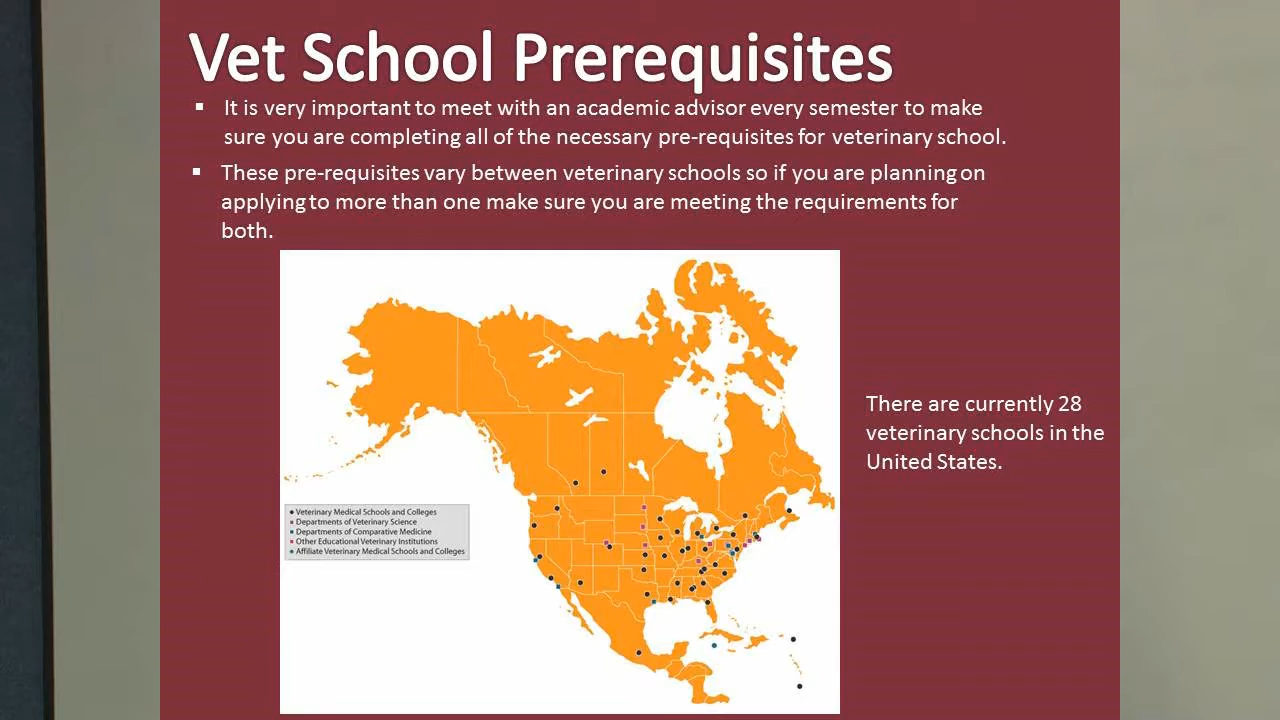 Vet School Prerequisites
▪ It is very important to meet with an academic advisor every semester to make
sure you are completing all of the necessary pre-requisites for veterinary school.
▪ These pre-requisites vary between veterinary schools so if you are planning on
applying to more than one make sure you are meeting the requirements for
both.
There are currently 28
veterinary schools in the
United States.
Veterinary Medical Schools and Colleges
Departments of Veterinary Science
Departments of Comparative Medicine
Other Educational Veterinary Institutions
Affiliate Veterinary Medical Schools and Colleges